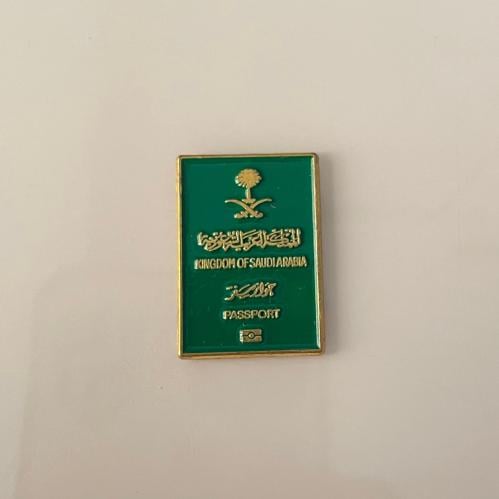 المملكة العربية السعودية
KINGDOM OF SAUDI ARABIA
جواز سفر
PASSPORT